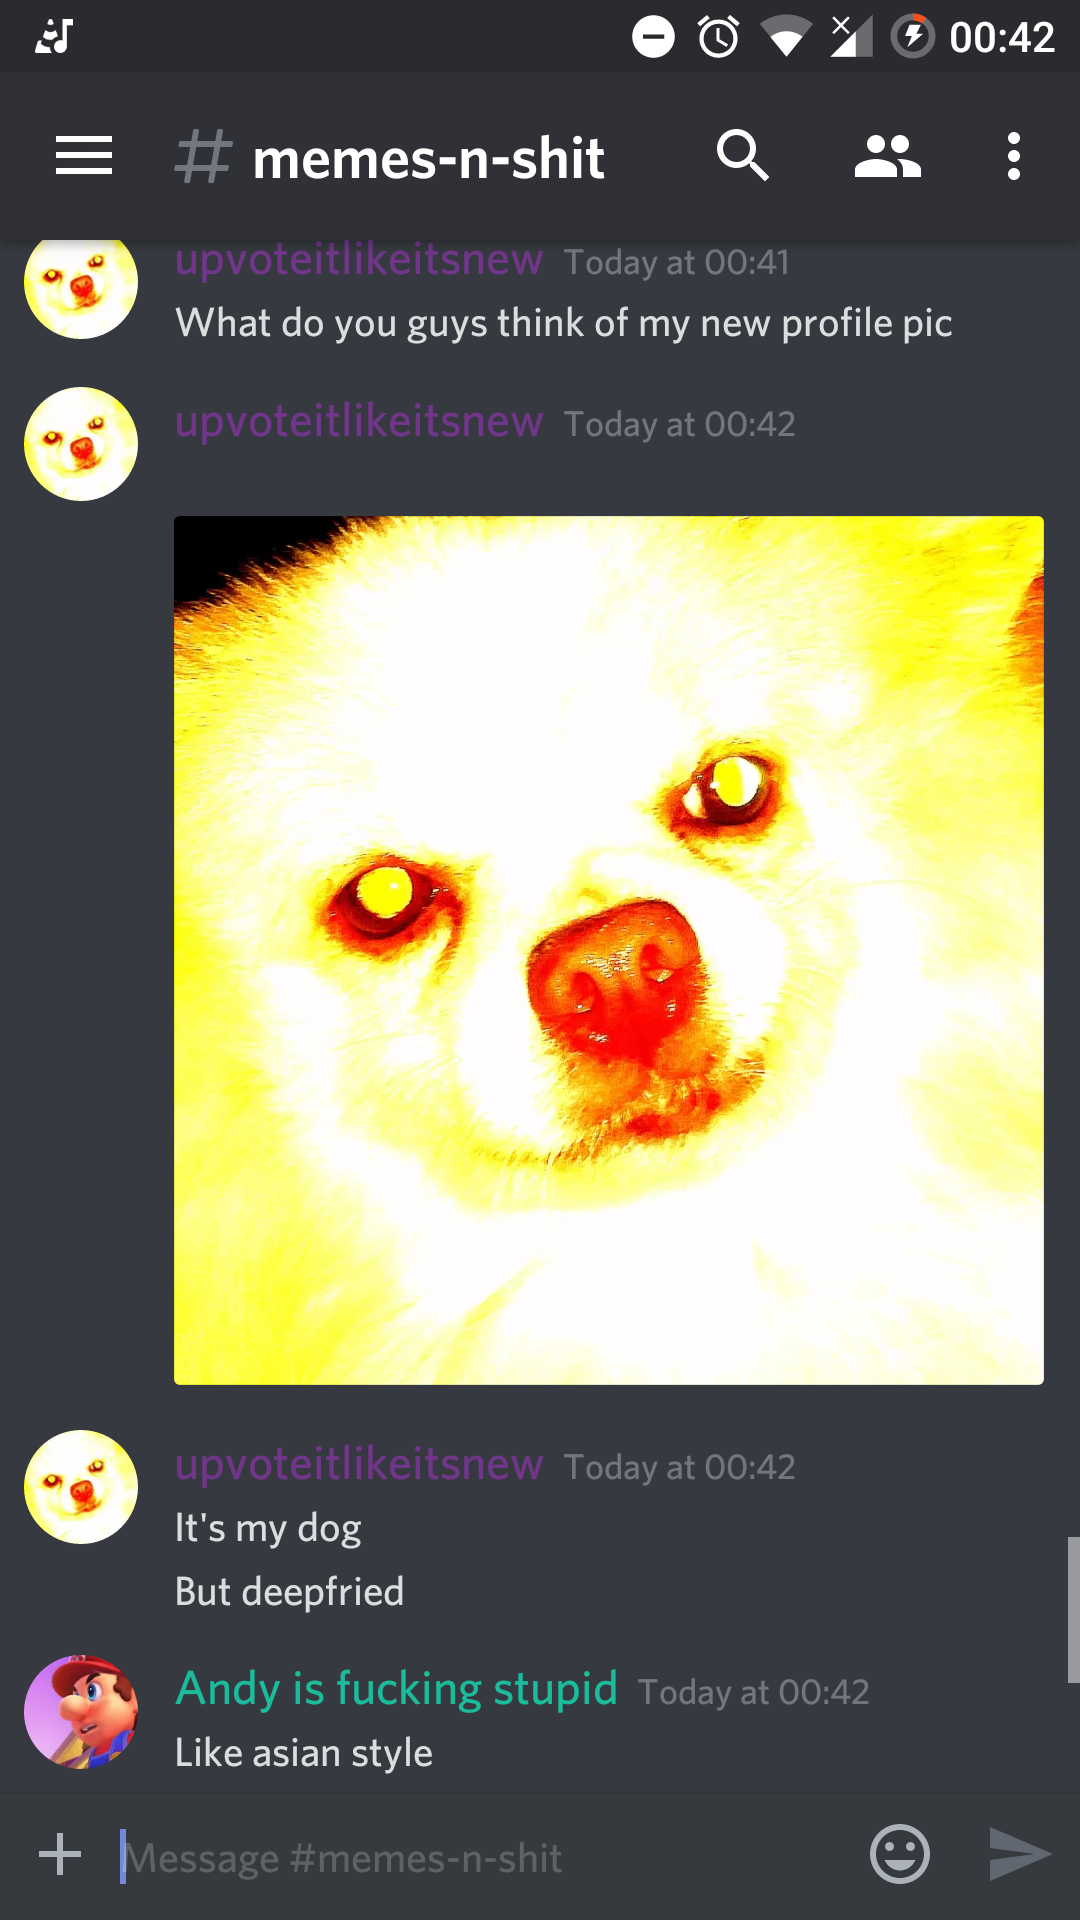 00:42
# memes-n-shit
upvoteitlikeitsnew Today at 00:41
What do you guys think of my new profile pic
upvoteitlikeitsnew Today at 00:42
upvoteitlikeitsnew Today at 00:42
It's my dog
But deepfried
Andy is fucking stupid Today at 00:42
Like asian style
Message #memes-n-shit